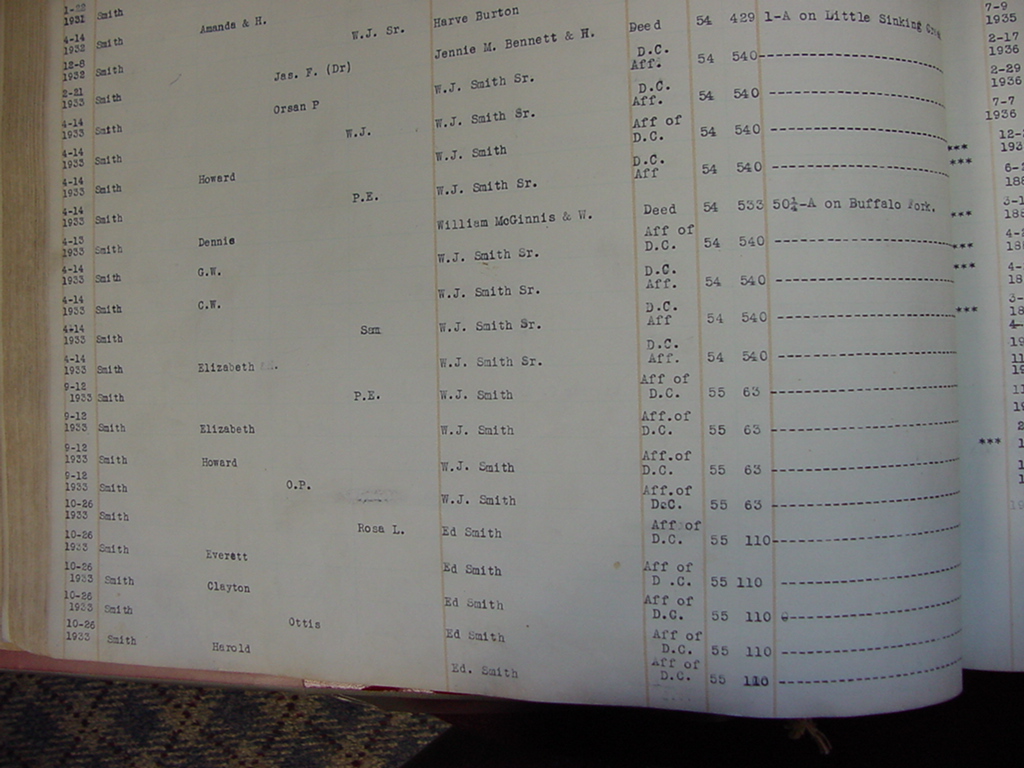 1-22 1931 Smith
4-14 1932 Smith Amanda & H.
12-8 1932 Smith W.J. Sr. Harve Burton
2-21 1933 Smith Jas. F. (Dr) Jennie M. Bennett & H. Deed 54 429 1-A on Little Sinking
4-14 1933 Smith Orsan P W.J. Smith Sr. D.C. Aff. 54 540
4-14 1933 Smith W.J. W.J. Smith Sr. D.C. Aff. 54 540
4-14 1933 Smith Howard W.J. Smith Aff of D.C. 54 540
4-14 1933 Smith P.E. W.J. Smith Sr. D.C. Aff 54 540
4-13 1933 Smith Dennie William McGinnis & W. Deed 54 533 50¼-A on Buffalo Fork.
4-14 1933 Smith G.W. W.J. Smith Sr. Aff of D.C. 54 540
4-14 1933 Smith C.W. W.J. Smith Sr. D.C. Aff. 54 540
4-14 1933 Smith Sam W.J. Smith Sr. D.C. Aff 54 540
4-14 1933 Smith Elizabeth W.J. Smith Sr. D.C. Aff. 54 540
9-12 1933 Smith P.E. W.J. Smith Aff of D.C. 55 63
9-12 1933 Smith Elizabeth W.J. Smith Aff.of D.C. 55 63
9-12 1933 Smith Howard W.J. Smith Aff.of D.C. 55 63
9-12 1933 Smith O.P. W.J. Smith Aff.of D.C. 55 63
10-26 1933 Smith Rosa L. Ed Smith Aff of D.C. 55 110
10-26 1933 Smith Everett Ed Smith Aff of D .C. 55 110
10-26 1933 Smith Clayton Ed Smith Aff of D.C. 55 110
10-26 1933 Smith Ottis Ed Smith Aff of D.C. 55 110
10-26 1933 Smith Harold Ed. Smith Aff of D.C. 55 110
7-9 1935
2-17 1936
2-29 1936
7-7 1936
***
***
***
***
***
***
***